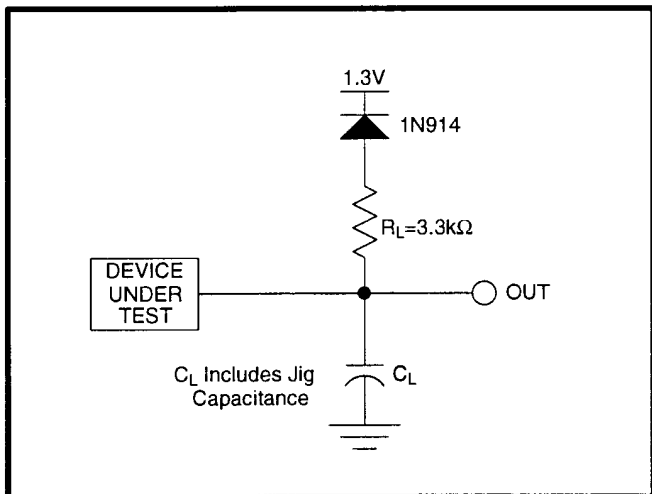 1.3V
1N914
R_L=3.3kΩ
DEVICE
UNDER
TEST
OUT
C_L Includes Jig
Capacitance
C_L